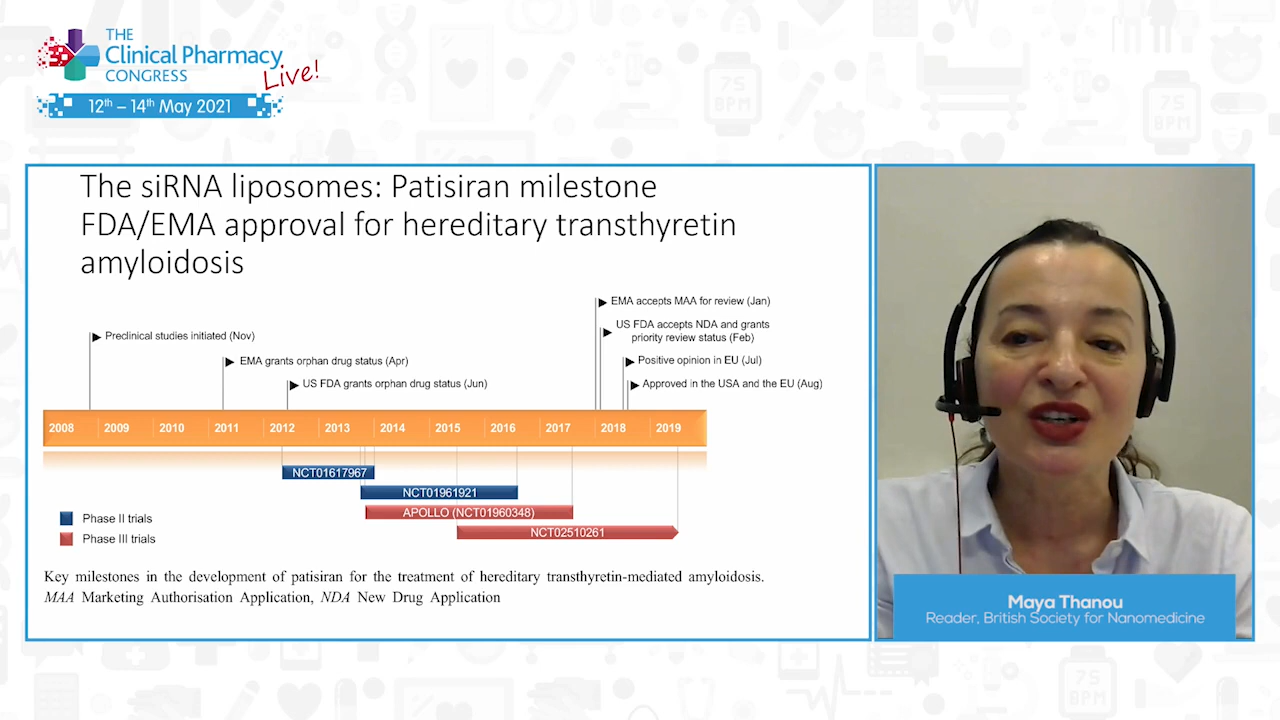 THE
Clinical Pharmacy
CONGRESS
Live!
12th – 14th May 2021
The siRNA liposomes: Patisiran milestone
FDA/EMA approval for hereditary transthyretin
amyloidosis
EMA accepts MAA for review (Jan)
US FDA accepts NDA and grants
priority review status (Feb)
Preclinical studies initiated (Nov)
EMA grants orphan drug status (Apr)
Positive opinion in EU (Jul)
US FDA grants orphan drug status (Jun)
Approved in the USA and the EU (Aug)
2008 2009 2010 2011 2012 2013 2014 2015 2016 2017 2018 2019
NCT01617967
NCT01961921
APOLLO (NCT01960348)
NCT02510261
Phase II trials
Phase III trials
Key milestones in the development of patisiran for the treatment of hereditary transthyretin-mediated amyloidosis.
MAA Marketing Authorisation Application, NDA New Drug Application
Maya Thanou
Reader, British Society for Nanomedicine
75
BPM
75
BPM
75
BPM